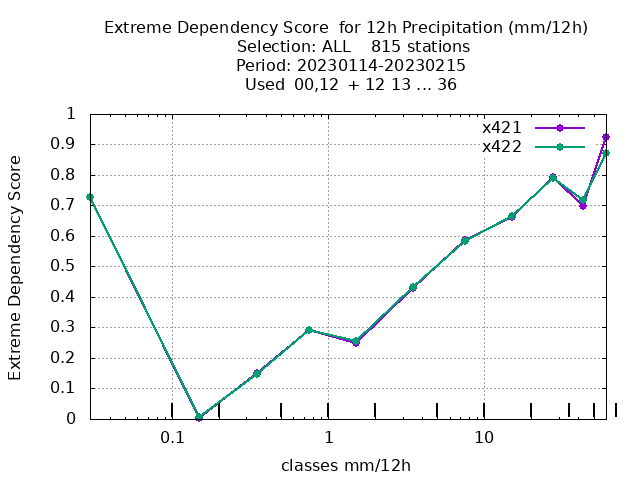 Extreme Dependency Score  for 12h Precipitation (mm/12h)
Selection: ALL    815 stations
Period: 20230114-20230215
Used  00,12  + 12 13 ... 36
x421
x422
1
0.9
0.8
0.7
0.6
0.5
0.4
0.3
0.2
0.1
0
Extreme Dependency Score
0.1 1 10
classes mm/12h